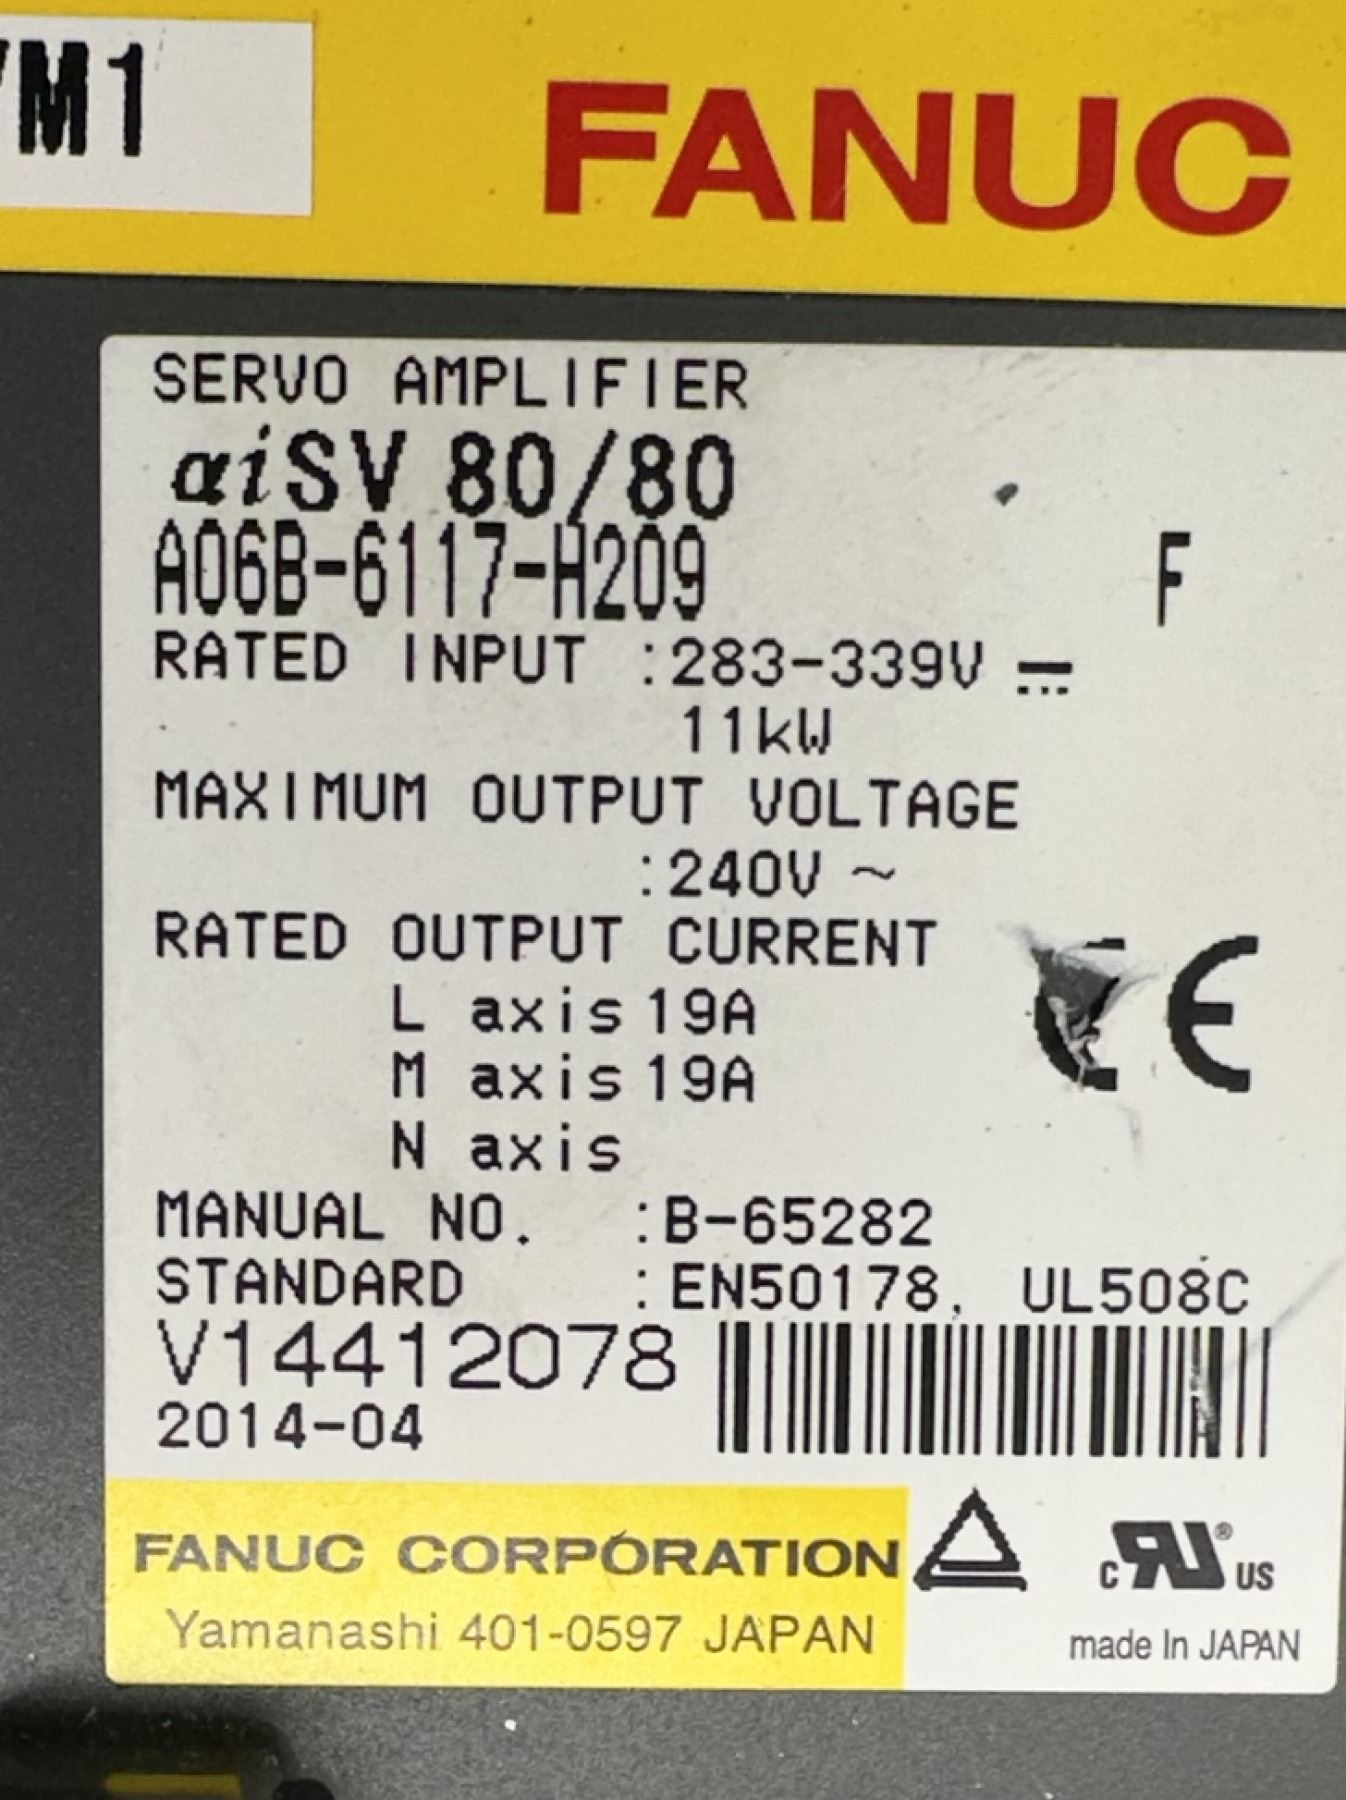 /M1
FANUC
SERVO AMPLIFIER
αiSV 80/80
A06B-6117-H209
F
RATED INPUT :283-339V ⎓
11kW
MAXIMUM OUTPUT VOLTAGE
:240V ~
RATED OUTPUT CURRENT
L axis 19A
M axis 19A
N axis
CE
MANUAL NO. :B-65282
STANDARD :EN50178, UL508C
V14412078
2014-04
FANUC CORPORATION
Yamanashi 401-0597 JAPAN
c RU® US
made In JAPAN